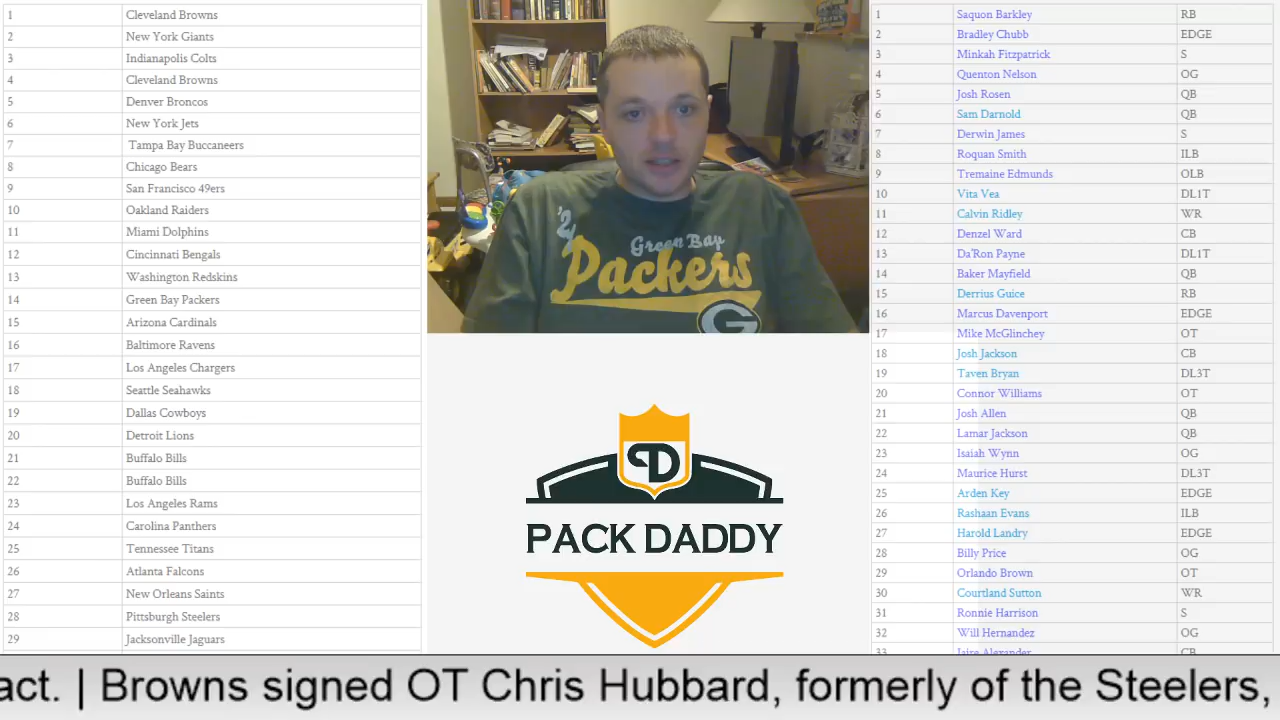 1 Cleveland Browns
2 New York Giants
3 Indianapolis Colts
4 Cleveland Browns
5 Denver Broncos
6 New York Jets
7 Tampa Bay Buccaneers
8 Chicago Bears
9 San Francisco 49ers
10 Oakland Raiders
11 Miami Dolphins
12 Cincinnati Bengals
13 Washington Redskins
14 Green Bay Packers
15 Arizona Cardinals
16 Baltimore Ravens
17 Los Angeles Chargers
18 Seattle Seahawks
19 Dallas Cowboys
20 Detroit Lions
21 Buffalo Bills
22 Buffalo Bills
23 Los Angeles Rams
24 Carolina Panthers
25 Tennessee Titans
26 Atlanta Falcons
27 New Orleans Saints
28 Pittsburgh Steelers
29 Jacksonville Jaguars
Green Bay
Packers
G
PD
PACK DADDY
1 Saquon Barkley RB
2 Bradley Chubb EDGE
3 Minkah Fitzpatrick S
4 Quenton Nelson OG
5 Josh Rosen QB
6 Sam Darnold QB
7 Derwin James S
8 Roquan Smith ILB
9 Tremaine Edmunds OLB
10 Vita Vea DL1T
11 Calvin Ridley WR
12 Denzel Ward CB
13 Da'Ron Payne DL1T
14 Baker Mayfield QB
15 Derrius Guice RB
16 Marcus Davenport EDGE
17 Mike McGlinchey OT
18 Josh Jackson CB
19 Taven Bryan DL3T
20 Connor Williams OT
21 Josh Allen QB
22 Lamar Jackson QB
23 Isaiah Wynn OG
24 Maurice Hurst DL3T
25 Arden Key EDGE
26 Rashaan Evans ILB
27 Harold Landry EDGE
28 Billy Price OG
29 Orlando Brown OT
30 Courtland Sutton WR
31 Ronnie Harrison S
32 Will Hernandez OG
33 Jaire Alexander CB
act. | Browns signed OT Chris Hubbard, formerly of the Steelers,